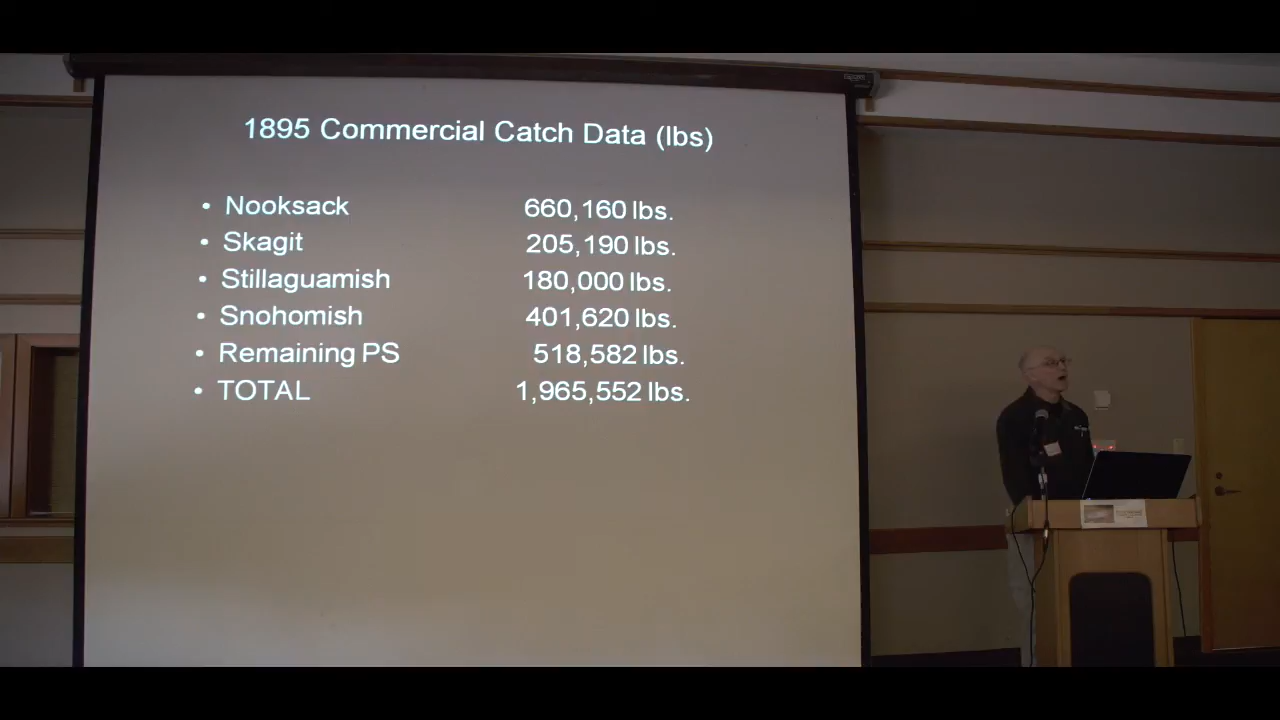 1895 Commercial Catch Data (lbs)
• Nooksack 660,160 lbs.
• Skagit 205,190 lbs.
• Stillaguamish 180,000 lbs.
• Snohomish 401,620 lbs.
• Remaining PS 518,582 lbs.
• TOTAL 1,965,552 lbs.